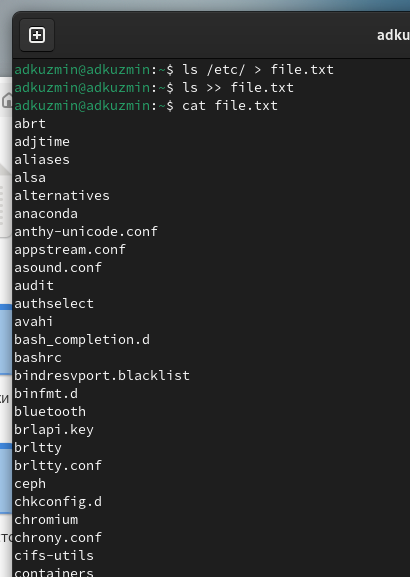 adku
adkuzmin@adkuzmin:~$ ls /etc/ > file.txt
adkuzmin@adkuzmin:~$ ls >> file.txt
adkuzmin@adkuzmin:~$ cat file.txt
abrt
adjtime
aliases
alsa
alternatives
anaconda
anthy-unicode.conf
appstream.conf
asound.conf
audit
authselect
avahi
bash_completion.d
bashrc
bindresvport.blacklist
binfmt.d
bluetooth
brlapi.key
brltty
brltty.conf
ceph
chkconfig.d
chromium
chrony.conf
cifs-utils
containers